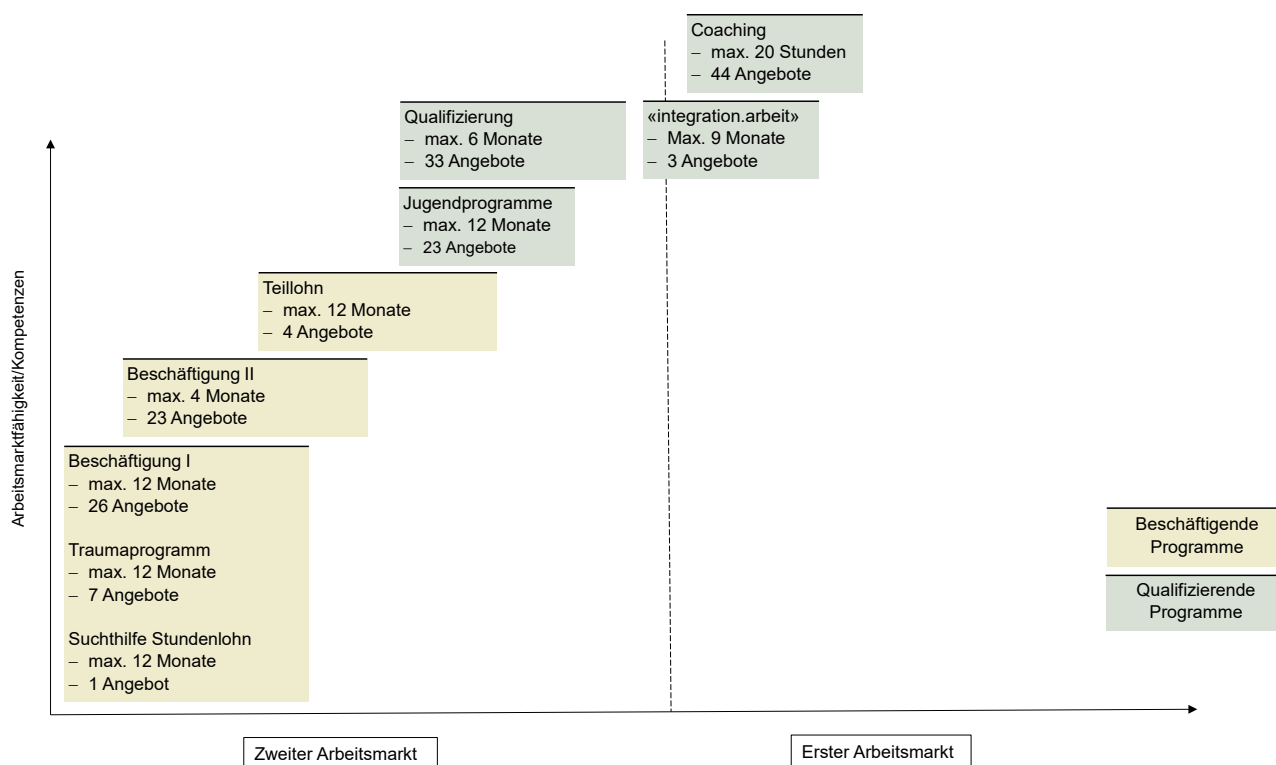 Coaching
– max. 20 Stunden
– 44 Angebote
Qualifizierung
– max. 6 Monate
– 33 Angebote
«integration.arbeit»
– Max. 9 Monate
– 3 Angebote
Jugendprogramme
– max. 12 Monate
– 23 Angebote
Teillohn
– max. 12 Monate
– 4 Angebote
Beschäftigung II
– max. 4 Monate
– 23 Angebote
Beschäftigung I
– max. 12 Monate
– 26 Angebote
Traumaprogramm
– max. 12 Monate
– 7 Angebote
Suchthilfe Stundenlohn
– max. 12 Monate
– 1 Angebot
Arbeitsmarktfähigkeit/Kompetenzen
Beschäftigende
Programme
Qualifizierende
Programme
Zweiter Arbeitsmarkt
Erster Arbeitsmarkt